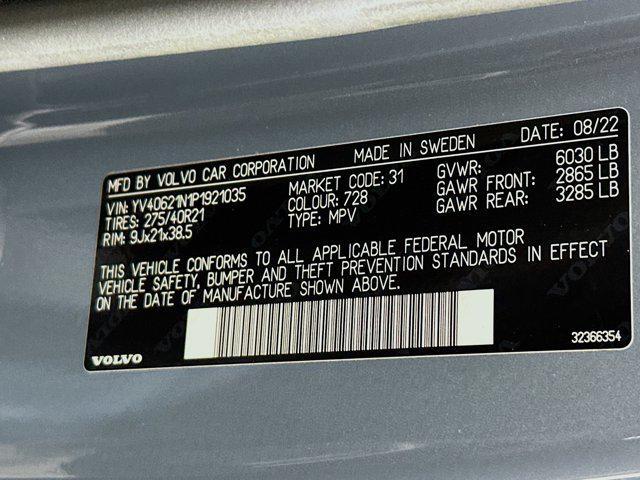 MFD BY VOLVO CAR CORPORATION MADE IN SWEDEN DATE: 08/22
VIN: YV40621N1P1921035 MARKET CODE: 31 GVWR: 6030 LB
TIRES: 275/40R21 COLOUR: 728 GAWR FRONT: 2865 LB
RIM: 9Jx21x38.5 TYPE: MPV GAWR REAR: 3285 LB
THIS VEHICLE CONFORMS TO ALL APPLICABLE FEDERAL MOTOR
VEHICLE SAFETY, BUMPER AND THEFT PREVENTION STANDARDS IN EFFECT
ON THE DATE OF MANUFACTURE SHOWN ABOVE.
VOLVO 32366354